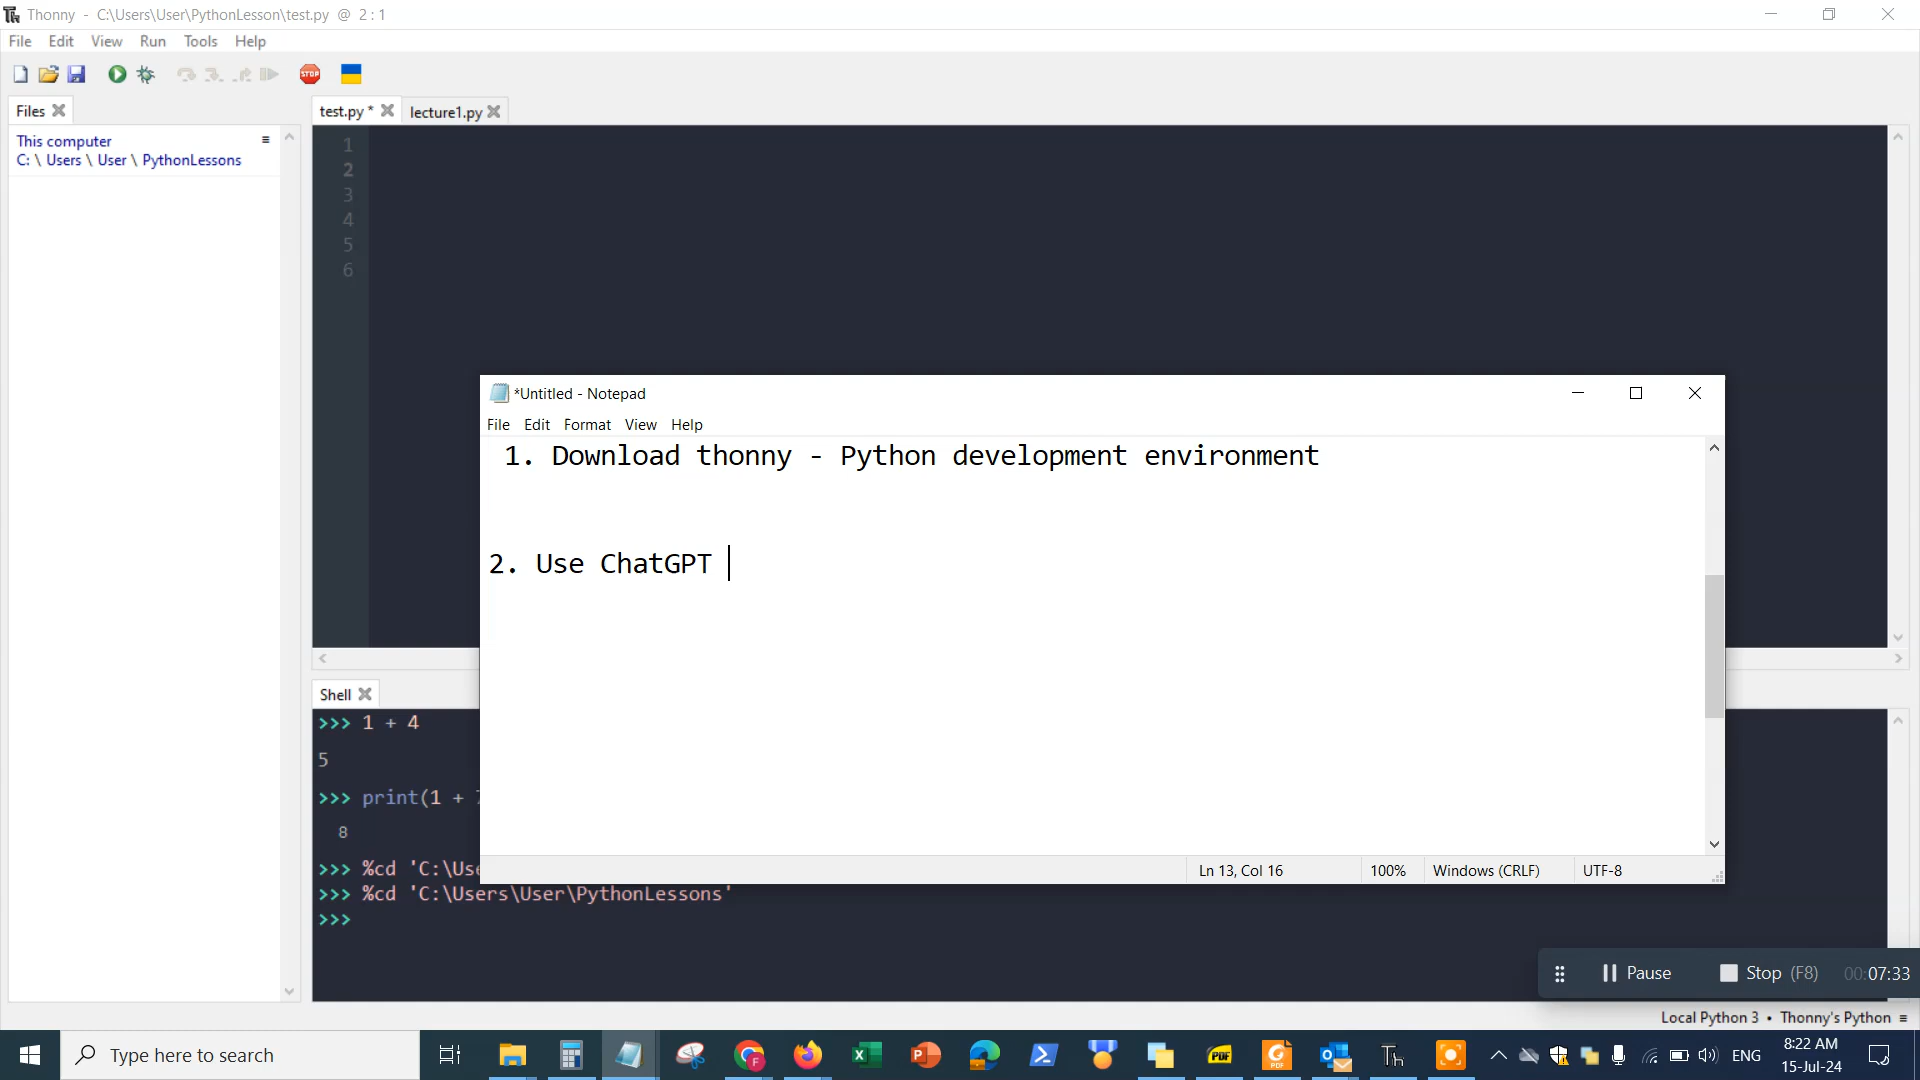 Thonny - C:\Users\User\PythonLesson\test.py @ 2 : 1
File Edit View Run Tools Help
STOP
Files
test.py * lecture1.py
This computer
C: \ Users \ User \ PythonLessons
1
2
3
4
5
6
*Untitled - Notepad
File Edit Format View Help
1. Download thonny - Python development environment
2. Use ChatGPT
Ln 13, Col 16 100% Windows (CRLF) UTF-8
Shell
>>> 1 + 4
5
>>> print(1 +
8
>>> %cd 'C:\Use
>>> %cd 'C:\Users\User\PythonLessons'
>>>
Pause Stop (F8) 00:07:33
Local Python 3 • Thonny's Python
Type here to search
PDF
ENG
8:22 AM
15-Jul-24